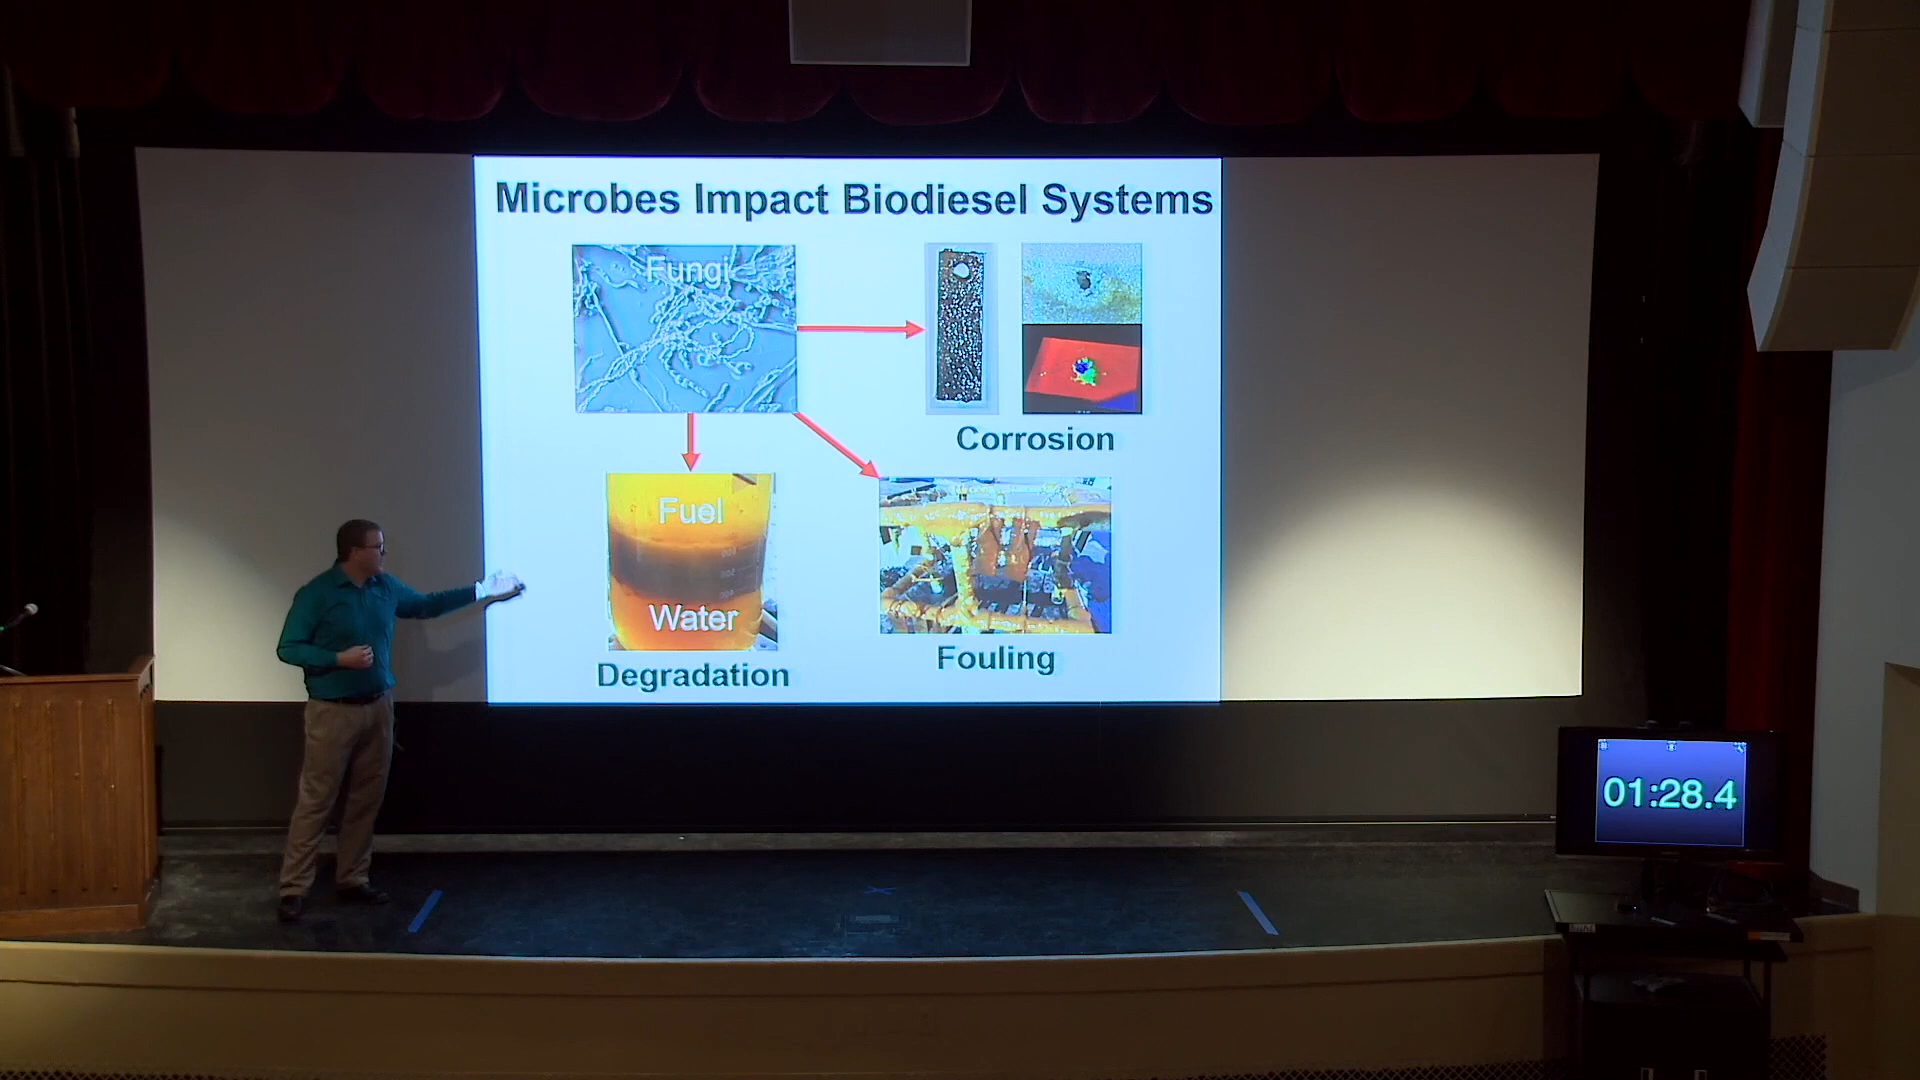 Microbes Impact Biodiesel Systems
Fungi
Corrosion
Fuel
Water
Degradation
Fouling
01:28.4